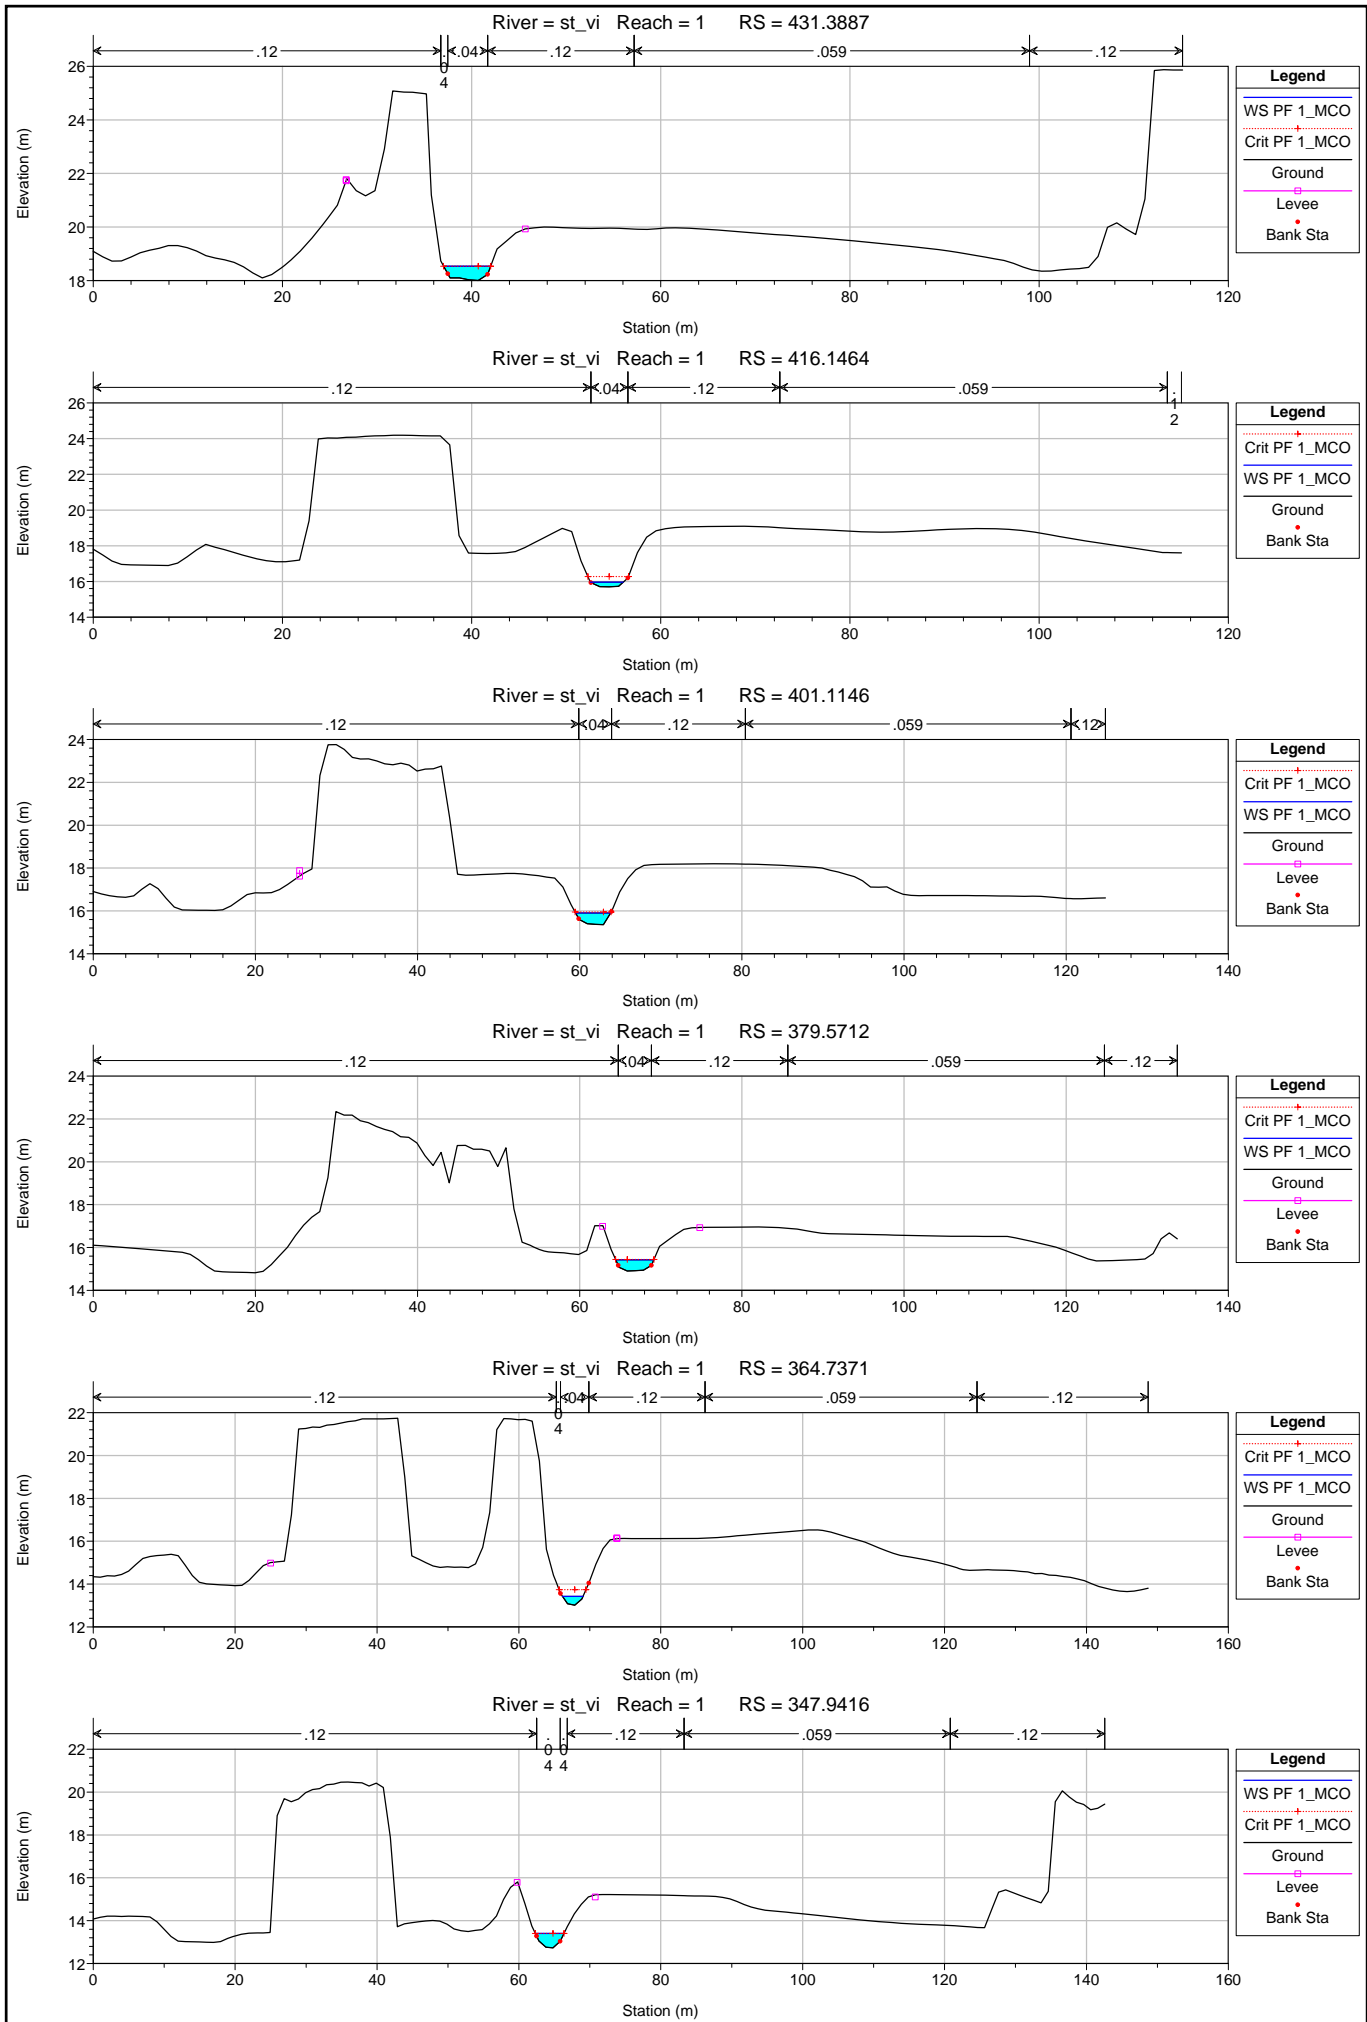 River = st_vi Reach = 1 RS = 431.3887
.12 .04 .04 .12 .059 .12
Elevation (m)
26
24
22
20
18
0 20 40 60 80 100 120
Station (m)
Legend
WS PF 1_MCO
Crit PF 1_MCO
Ground
Levee
Bank Sta
River = st_vi Reach = 1 RS = 416.1464
.12 .04 .12 .059 .12
Elevation (m)
26
24
22
20
18
16
14
0 20 40 60 80 100 120
Station (m)
Legend
Crit PF 1_MCO
WS PF 1_MCO
Ground
Bank Sta
River = st_vi Reach = 1 RS = 401.1146
.12 .04 .12 .059 .12
Elevation (m)
24
22
20
18
16
14
0 20 40 60 80 100 120 140
Station (m)
Legend
Crit PF 1_MCO
WS PF 1_MCO
Ground
Levee
Bank Sta
River = st_vi Reach = 1 RS = 379.5712
.12 .04 .12 .059 .12
Elevation (m)
24
22
20
18
16
14
0 20 40 60 80 100 120 140
Station (m)
Legend
Crit PF 1_MCO
WS PF 1_MCO
Ground
Levee
Bank Sta
River = st_vi Reach = 1 RS = 364.7371
.12 .04 .04 .12 .059 .12
Elevation (m)
22
20
18
16
14
12
0 20 40 60 80 100 120 140 160
Station (m)
Legend
Crit PF 1_MCO
WS PF 1_MCO
Ground
Levee
Bank Sta
River = st_vi Reach = 1 RS = 347.9416
.12 .04 .04 .12 .059 .12
Elevation (m)
22
20
18
16
14
12
0 20 40 60 80 100 120 140 160
Station (m)
Legend
WS PF 1_MCO
Crit PF 1_MCO
Ground
Levee
Bank Sta